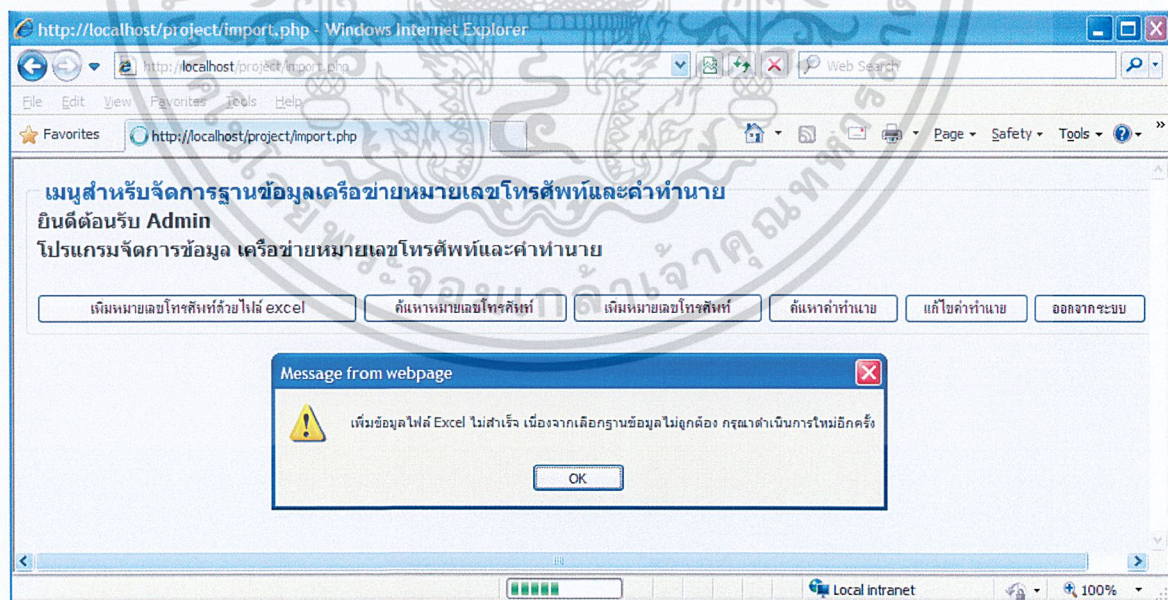 http://localhost/project/import.php - Windows Internet Explorer
http://localhost/project/import.php
Web Search
File Edit View Favorites Tools Help
Favorites http://localhost/project/import.php Page Safety Tools
เมนูสำหรับจัดการฐานข้อมูลเครือข่ายหมายเลขโทรศัพท์และคำทำนาย
ยินดีต้อนรับ Admin
โปรแกรมจัดการข้อมูล เครือข่ายหมายเลขโทรศัพท์และคำทำนาย
เพิ่มหมายเลขโทรศัพท์ด้วยไฟล์ excel ค้นหาหมายเลขโทรศัพท์ เพิ่มหมายเลขโทรศัพท์ ค้นหาคำทำนาย แก้ไขคำทำนาย ออกจากระบบ
Message from webpage
เพิ่มข้อมูลไฟล์ Excel ไม่สำเร็จ เนื่องจากเลือกฐานข้อมูลไม่ถูกต้อง กรุณาดำเนินการใหม่อีกครั้ง
OK
Local intranet 100%